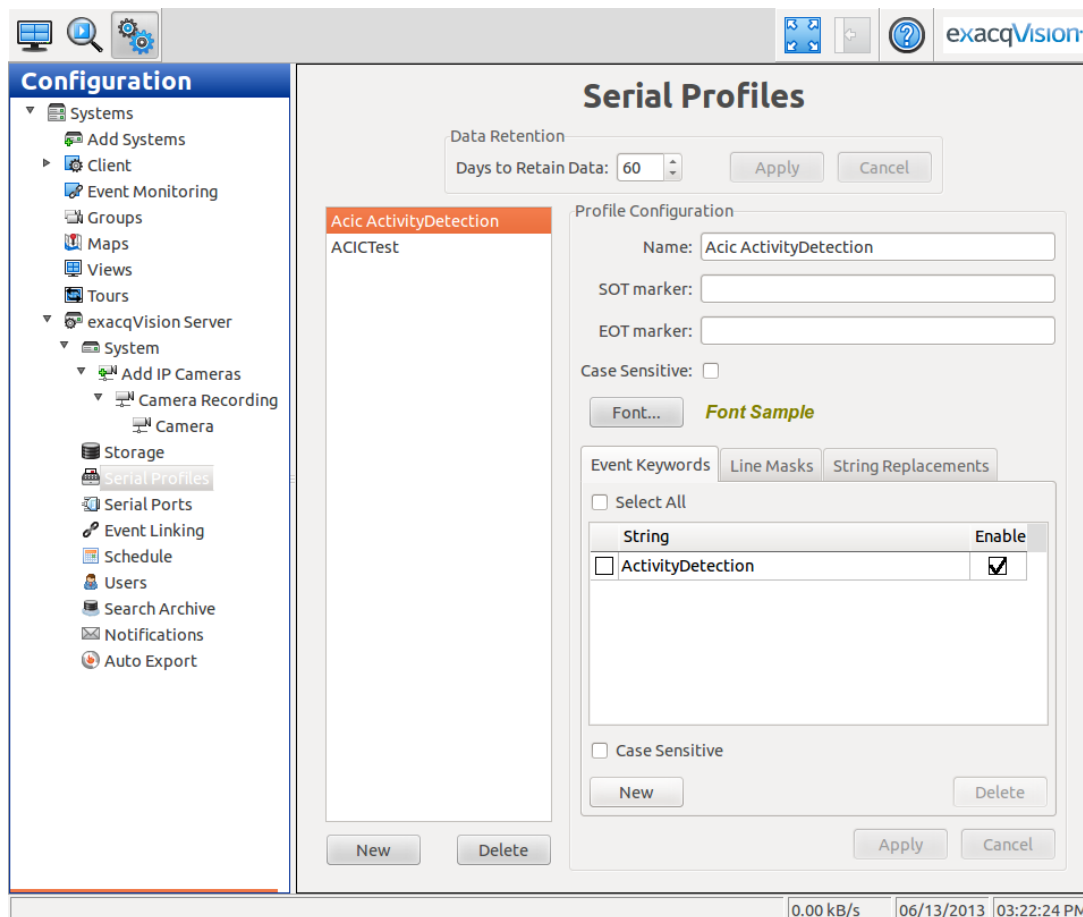 exacqVision
Configuration
Systems
Add Systems
Client
Event Monitoring
Groups
Maps
Views
Tours
exacqVision Server
System
Add IP Cameras
Camera Recording
Camera
Storage
Serial Profiles
Serial Ports
Event Linking
Schedule
Users
Search Archive
Notifications
Auto Export
Serial Profiles
Data Retention
Days to Retain Data: 60 Apply Cancel
Acic ActivityDetection
ACICTest
New Delete
Profile Configuration
Name: Acic ActivityDetection
SOT marker:
EOT marker:
Case Sensitive:
Font... Font Sample
Event Keywords Line Masks String Replacements
Select All
String Enable
ActivityDetection
Case Sensitive
New Delete
Apply Cancel
0.00 kB/s 06/13/2013 03:22:24 PM